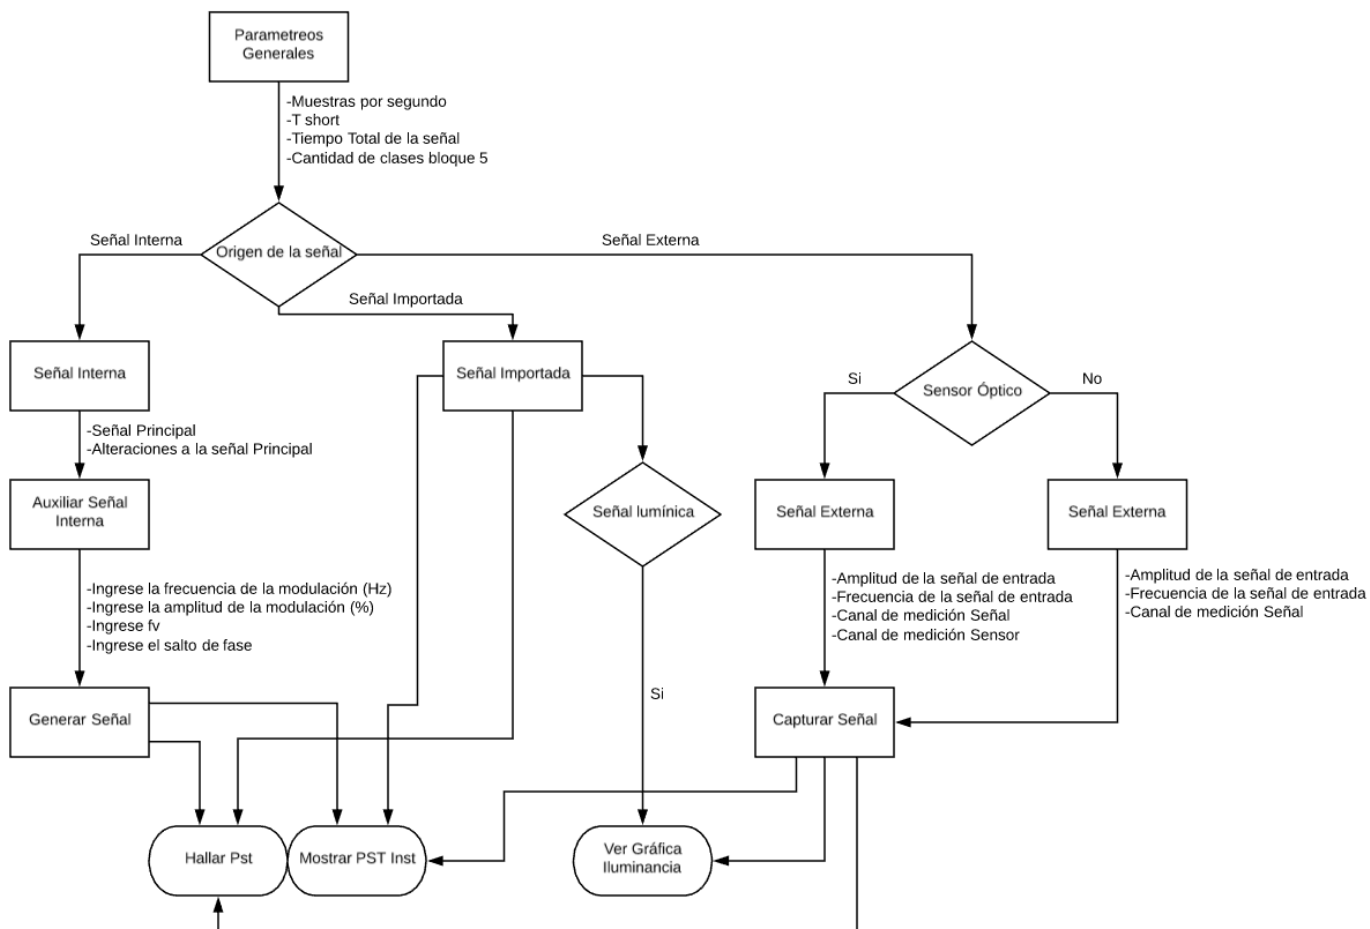 Parametreos
Generales
-Muestras por segundo
-T short
-Tiempo Total de la señal
-Cantidad de clases bloque 5
Señal Interna
Origen de la señal
Señal Externa
Señal Importada
Señal Interna
Señal Importada
Si
Sensor Óptico
No
-Señal Principal
-Alteraciones a la señal Principal
Auxiliar Señal
Interna
Señal lumínica
Señal Externa
Señal Externa
-Ingrese la frecuencia de la modulación (Hz)
-Ingrese la amplitud de la modulación (%)
-Ingrese fv
-Ingrese el salto de fase
-Amplitud de la señal de entrada
-Frecuencia de la señal de entrada
-Canal de medición Señal
-Canal de medición Sensor
-Amplitud de la señal de entrada
-Frecuencia de la señal de entrada
-Canal de medición Señal
Generar Señal
Si
Capturar Señal
Hallar Pst
Mostrar PST Inst
Ver Gráfica
Iluminancia